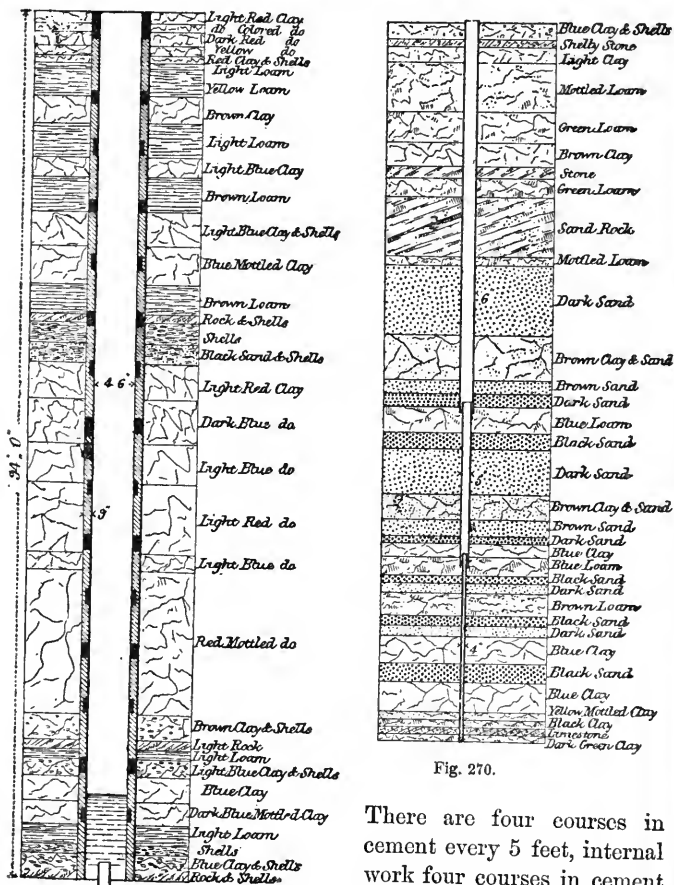 Light Red Clay
do Colored do
Dark Red do
Yellow do
Red Clay & Shells
Light Loam
Yellow Loam
Brown Clay
Light Loam
Light Blue Clay
Brown Loam
Light Blue Clay & Shells
Blue Mottled Clay
Brown Loam
Rock & Shells
Shells
Black Sand & Shells
4' 6"
Light Red Clay
Dark Blue do
Light Blue do
9"
Light Red do
Light Blue do
Red Mottled do
Brown Clay & Shells
Light Rock
Light Loam
Light Blue Clay & Shells
Blue Clay
Dark Blue Mottled Clay
Light Loam
Shells
Blue Clay & Shells
Rock & Shells
94' 0"
Blue Clay & Shells
Shelly Stone
Light Clay
Mottled Loam
Green Loam
Brown Clay
Stone
Green Loam
Sand Rock
Mottled Loam
6
Dark Sand
Brown Clay & Sand
Brown Sand
Dark Sand
Blue Loam
Black Sand
5
Dark Sand
Brown Clay & Sand
Brown Sand
Dark Sand
Blue Clay
Blue Loam
Black Sand
Dark Sand
Brown Loam
Black Sand
Dark Sand
4
Blue Clay
Black Sand
Blue Clay
Yellow Mottled Clay
Black Clay
Limestone
Dark Green Clay
Fig. 270.
There are four courses in
cement every 5 feet, internal
work four courses in cement